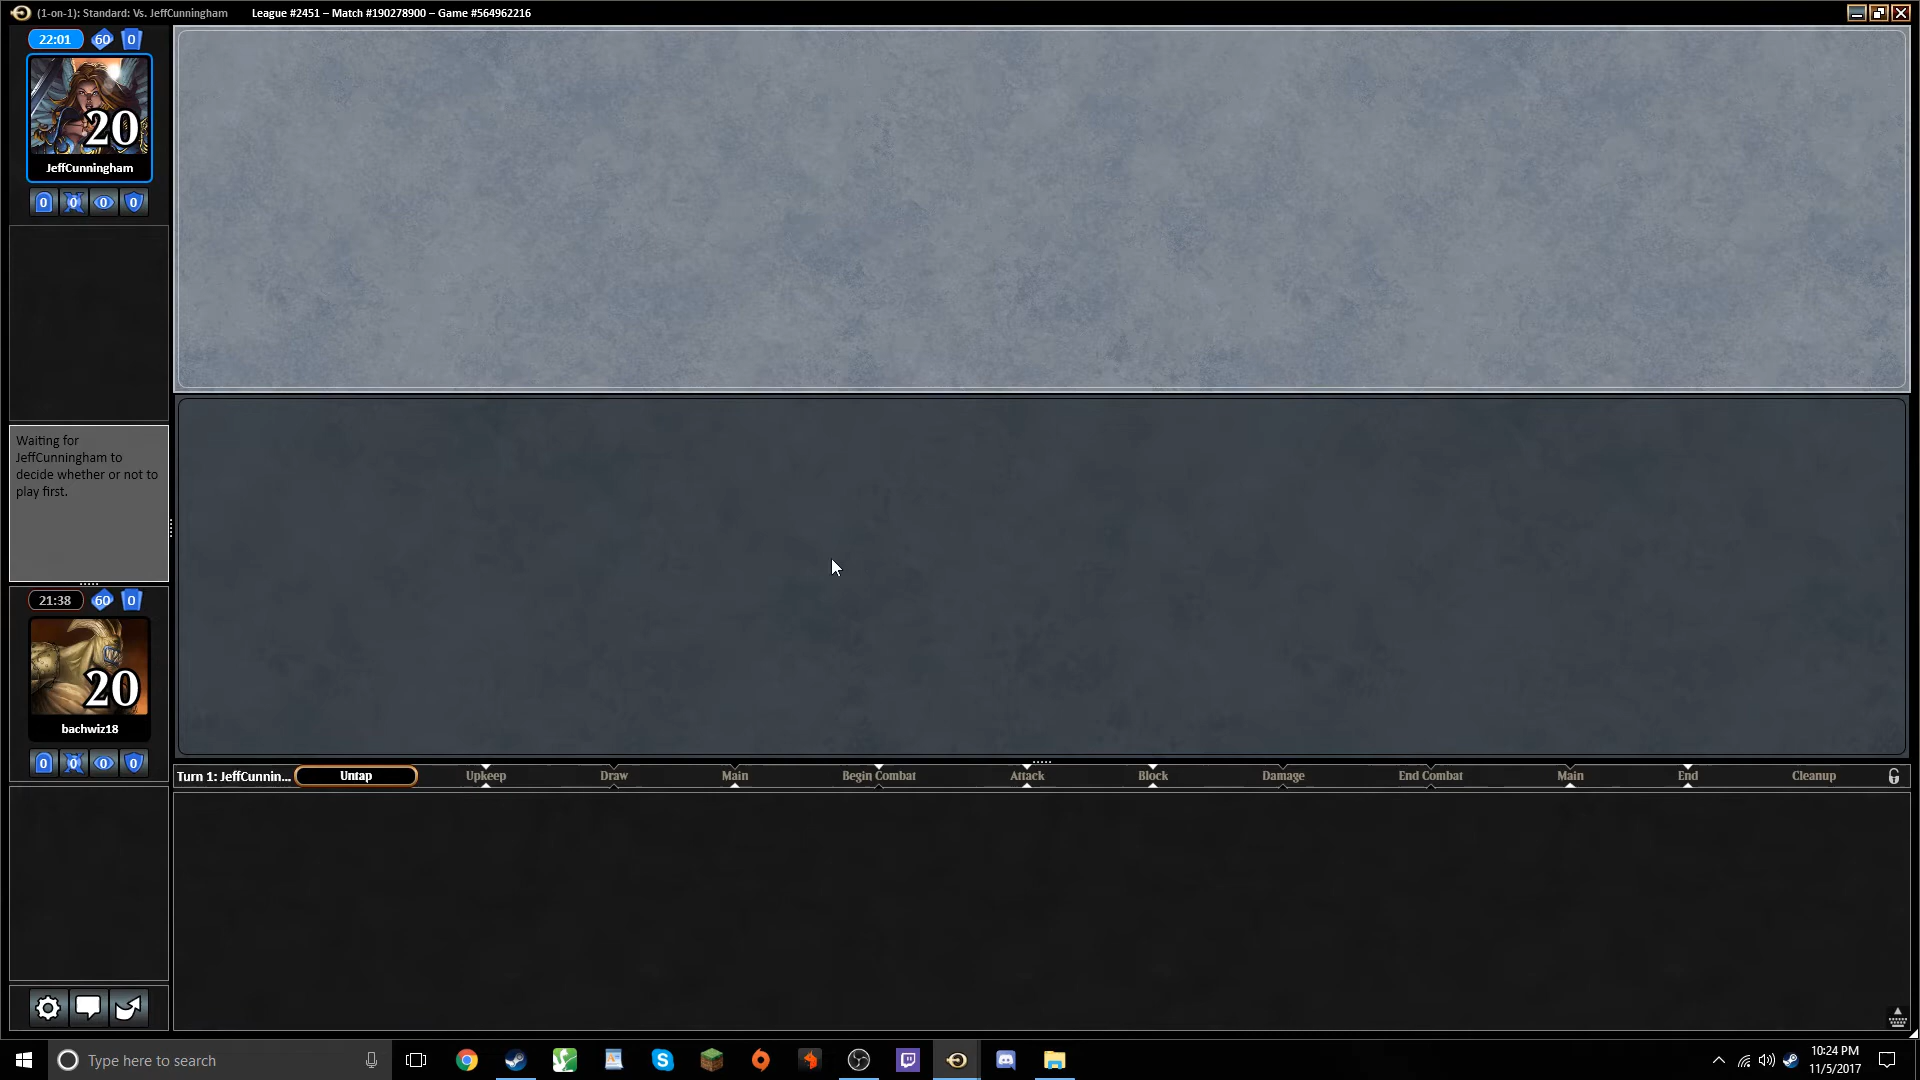 (1-on-1): Standard: Vs. JeffCunningham League #2451 – Match #190278900 – Game #564962216
22:01 60 0
20
JeffCunningham
0 0 0 0
Waiting for
JeffCunningham to
decide whether or not to
play first.
21:38 60 0
20
bachwiz18
0 0 0 0
Turn 1: JeffCunnin... Untap Upkeep Draw Main Begin Combat Attack Block Damage End Combat Main End Cleanup
Type here to search
10:24 PM
11/5/2017